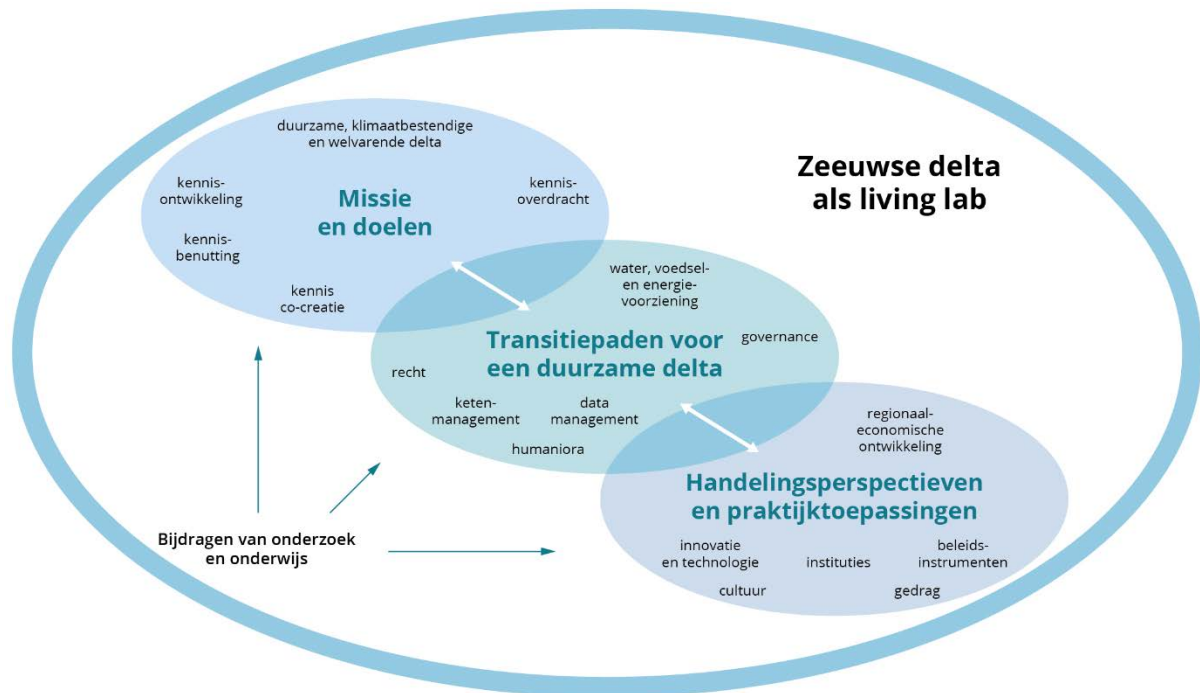 duurzame, klimaatbestendige
en welvarende delta
kennis-
ontwikkeling
kennis-
overdracht
Missie
en doelen
kennis-
benutting
kennis
co-creatie
Zeeuwse delta
als living lab
water, voedsel-
en energie-
voorziening
Transitiepaden voor
een duurzame delta
governance
recht
keten-
management
data
management
humaniora
regionaal-
economische
ontwikkeling
Handelingsperspectieven
en praktijktoepassingen
innovatie
en technologie
instituties
beleids-
instrumenten
cultuur
gedrag
Bijdragen van onderzoek
en onderwijs